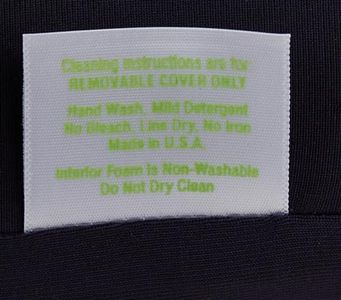 Cleaning instructions are for:
REMOVABLE COVER ONLY
Hand Wash, Mild Detergent
No Bleach, Line Dry, No Iron
Made in U.S.A.
Interior Foam is Non-Washable
Do Not Dry Clean